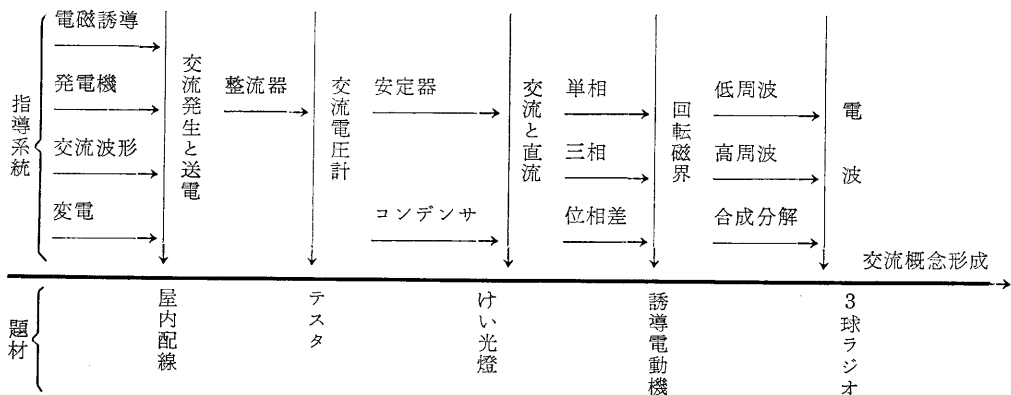 指導系統
電磁誘導
発電機
交流波形
変電
交流発生と送電
整流器
交流電圧計
安定器
コンデンサ
交流と直流
単相
三相
位相差
回転磁界
低周波
高周波
合成分解
電波
交流概念形成
題材
屋内配線
テスタ
けい光燈
誘導電動機
3球ラジオ